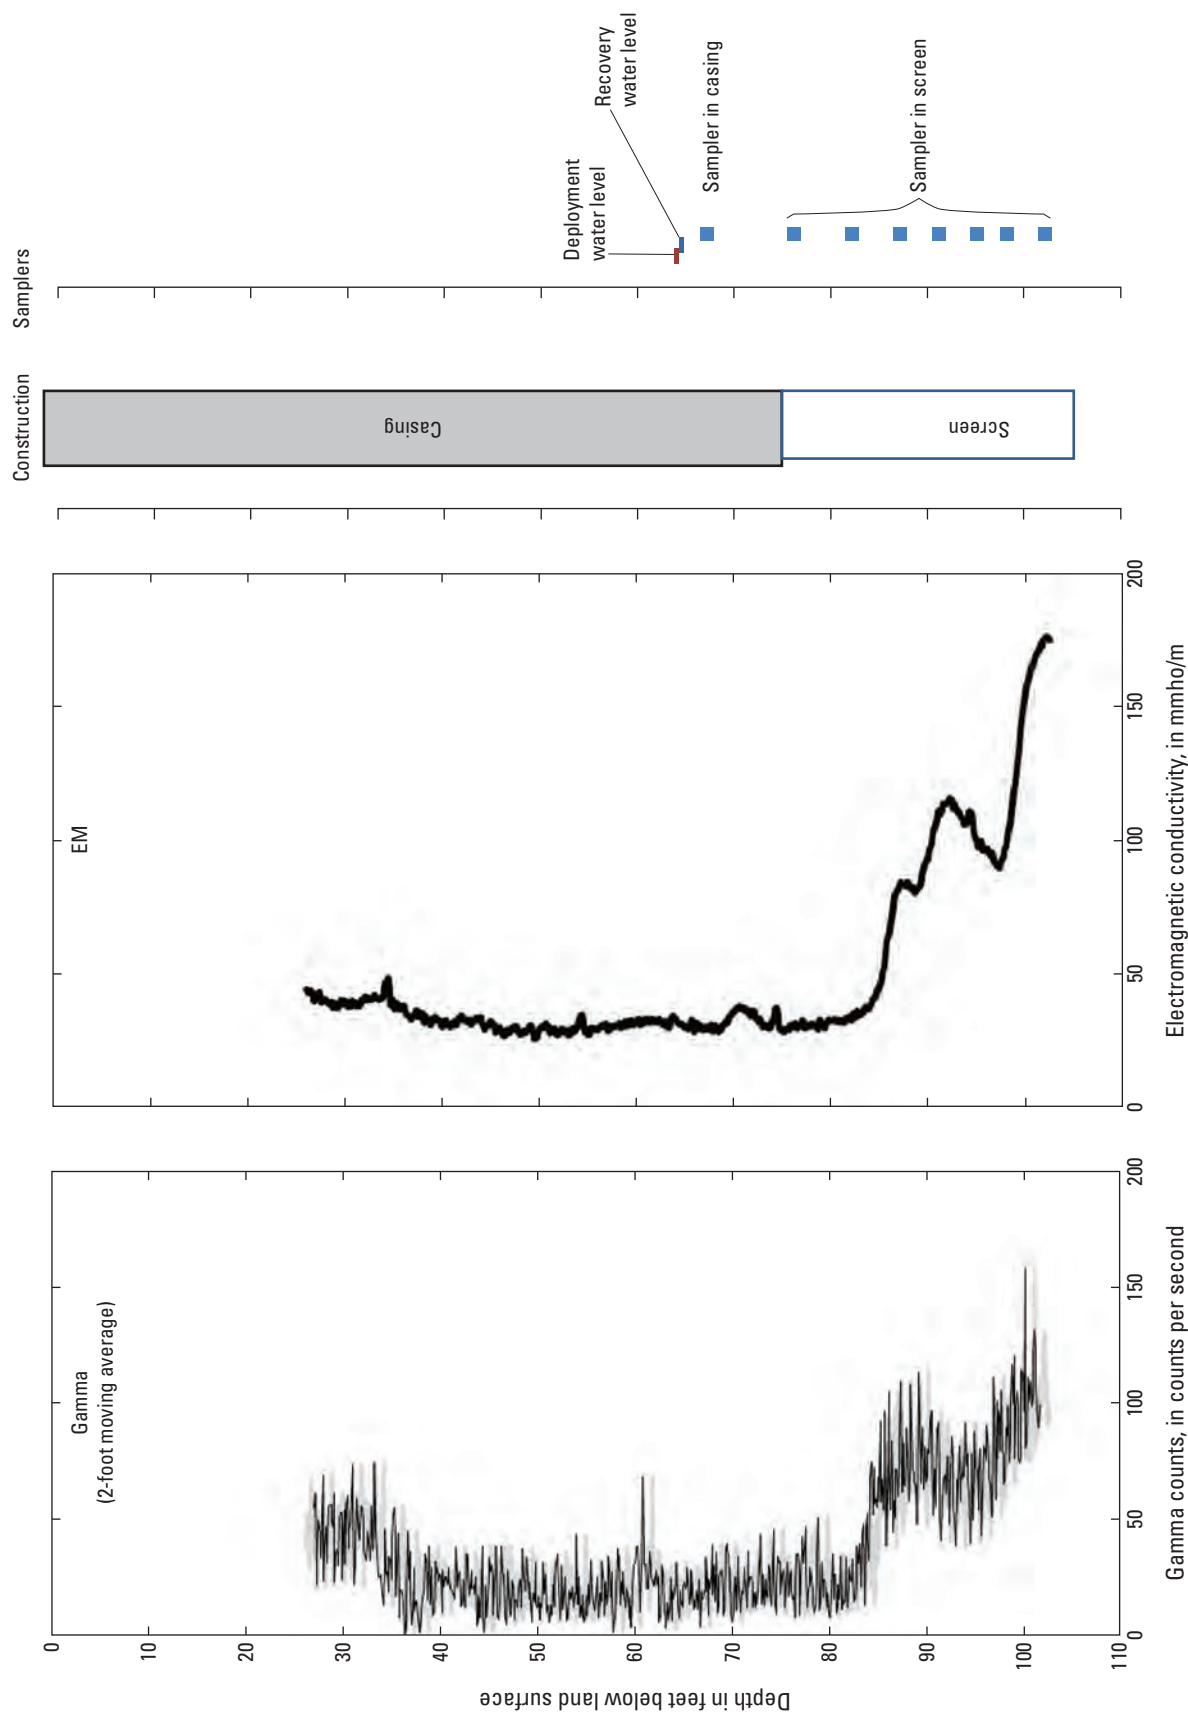 Gamma
(2-foot moving average)
EM
Construction
Samplers
Depth in feet below land surface
0
10
20
30
40
50
60
70
80
90
100
110
0
50
100
150
200
Gamma counts, in counts per second
0
50
100
150
200
Electromagnetic conductivity, in mmho/m
Casing
Screen
Deployment
water level
Recovery
water level
Sampler in casing
Sampler in screen